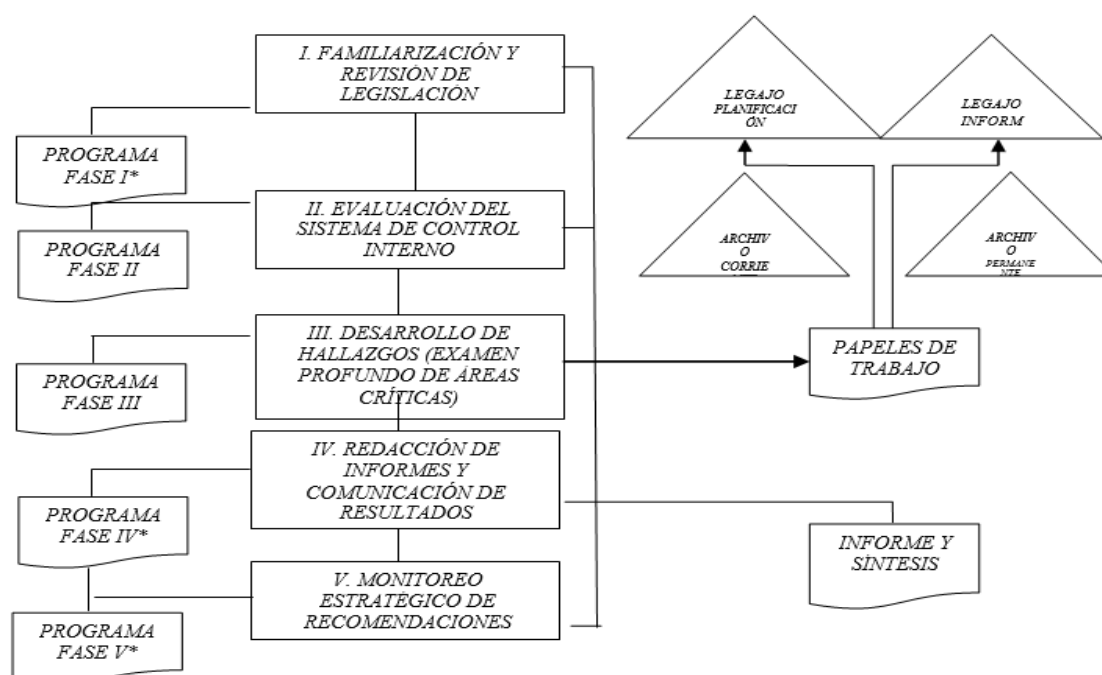 I. FAMILIARIZACIÓN Y
REVISIÓN DE
LEGISLACIÓN
PROGRAMA
FASE I*
II. EVALUACIÓN DEL
SISTEMA DE CONTROL
INTERNO
PROGRAMA
FASE II
III. DESARROLLO DE
HALLAZGOS (EXAMEN
PROFUNDO DE ÁREAS
CRÍTICAS)
PROGRAMA
FASE III
IV. REDACCIÓN DE
INFORMES Y
COMUNICACIÓN DE
RESULTADOS
PROGRAMA
FASE IV*
V. MONITOREO
ESTRATÉGICO DE
RECOMENDACIONES
PROGRAMA
FASE V*
LEGAJO
PLANIFICACI
ÓN
LEGAJO
INFORM
ARCHIV
O
CORRIE
ARCHIV
O
PERMANE
NTE
PAPELES DE
TRABAJO
INFORME Y
SÍNTESIS